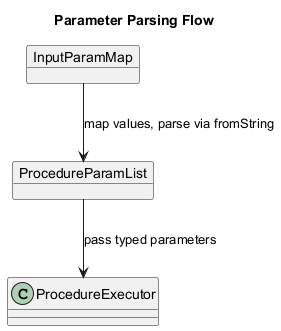 Parameter Parsing Flow
InputParamMap
map values, parse via fromString
ProcedureParamList
pass typed parameters
C ProcedureExecutor